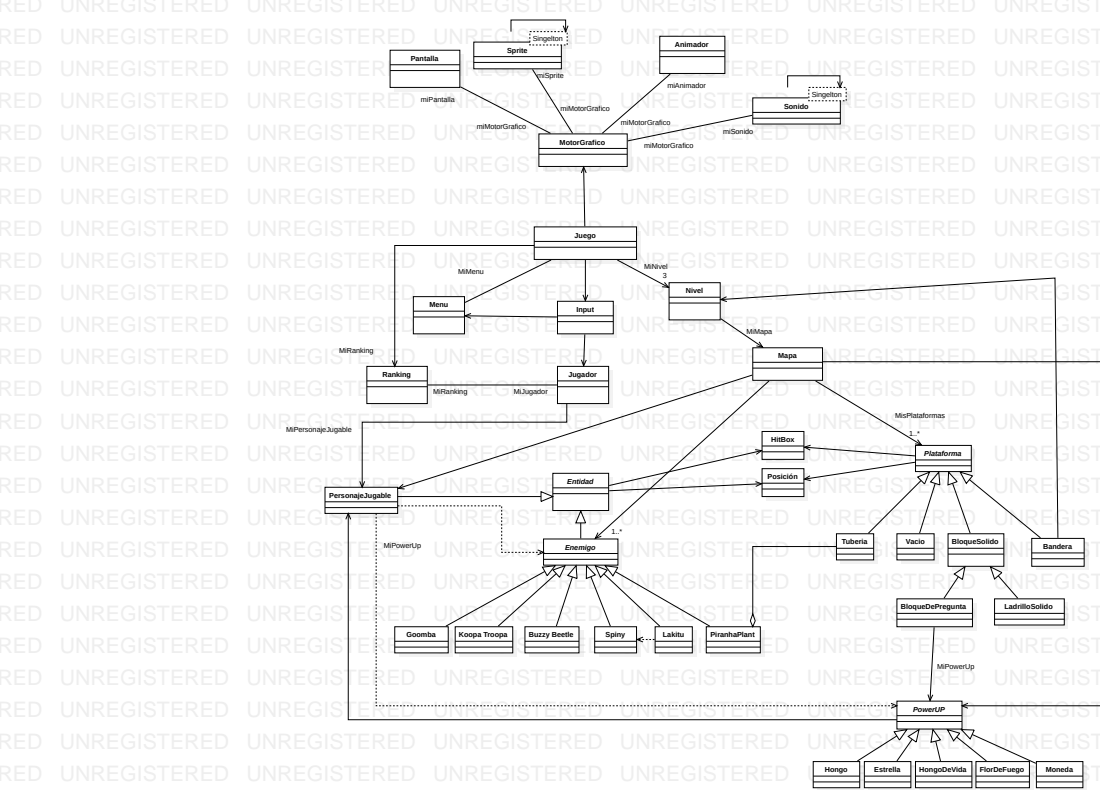 UNREGISTERED
Singelton
Sprite
Animador
Pantalla
miSprite
miAnimador
Singelton
miPantalla
Sonido
miMotorGrafico
miMotorGrafico
miMotorGrafico
miSonido
MotorGrafico
miMotorGrafico
Juego
MiMenu
MiNivel
3
Nivel
Menu
Input
MiMapa
MiRanking
Mapa
Ranking
Jugador
MiRanking
MiJugador
MisPlataformas
MiPersonajeJugable
1..*
HitBox
Plataforma
Posición
Entidad
PersonajeJugable
1..*
MiPowerUp
Enemigo
Tuberia
Vacio
BloqueSolido
Bandera
BloqueDePregunta
LadrilloSolido
Goomba
Koopa Troopa
Buzzy Beetle
Spiny
Lakitu
PiranhaPlant
MiPowerUp
PowerUP
Hongo
Estrella
HongoDeVida
FlorDeFuego
Moneda